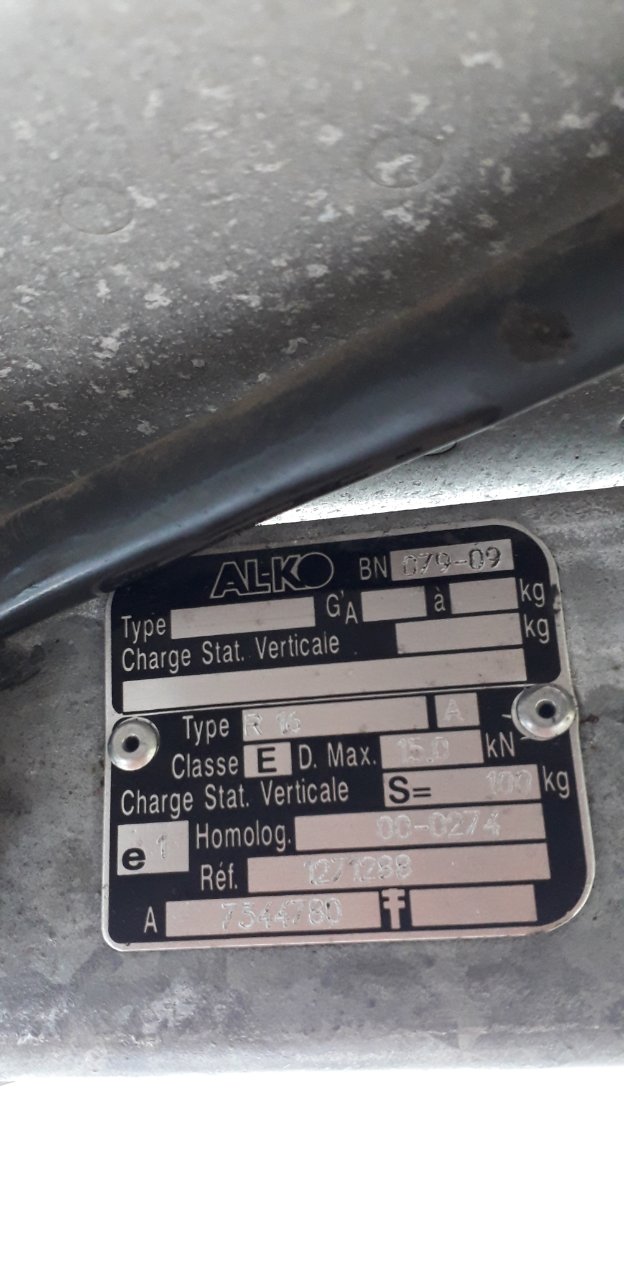 AL-KO BN 079-09
Type G'A à kg
Charge Stat. Verticale kg
Type R 16 A
Classe E D. Max. 15.0 kN
Charge Stat. Verticale S= 100 kg
e 1 Homolog. 00-0274
Réf. 1271288
A 7344780